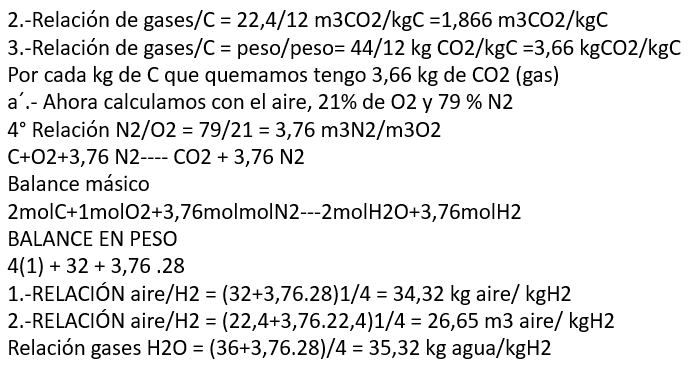 2.-Relación de gases/C = 22,4/12 m3CO2/kgC =1,866 m3CO2/kgC
3.-Relación de gases/C = peso/peso= 44/12 kg CO2/kgC =3,66 kgCO2/kgC
Por cada kg de C que quemamos tengo 3,66 kg de CO2 (gas)
a´.- Ahora calculamos con el aire, 21% de O2 y 79 % N2
4° Relación N2/O2 = 79/21 = 3,76 m3N2/m3O2
C+O2+3,76 N2---- CO2 + 3,76 N2
Balance másico
2molC+1molO2+3,76molmolN2---2molH2O+3,76molH2
BALANCE EN PESO
4(1) + 32 + 3,76 .28
1.-RELACIÓN aire/H2 = (32+3,76.28)1/4 = 34,32 kg aire/ kgH2
2.-RELACIÓN aire/H2 = (22,4+3,76.22,4)1/4 = 26,65 m3 aire/ kgH2
Relación gases H2O = (36+3,76.28)/4 = 35,32 kg agua/kgH2